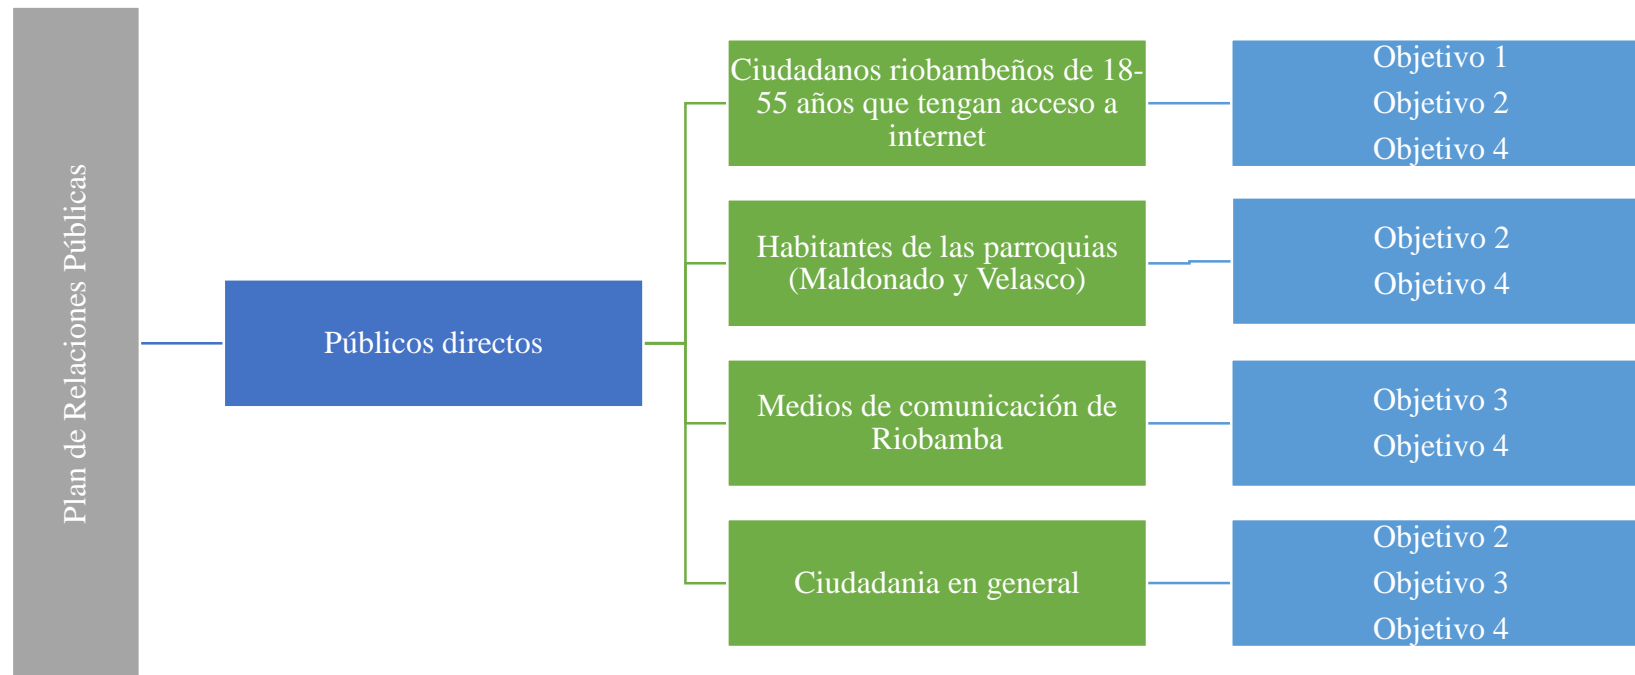 Plan de Relaciones Públicas
Públicos directos
Ciudadanos riobambeños de 18-
55 años que tengan acceso a
internet
Objetivo 1
Objetivo 2
Objetivo 4
Habitantes de las parroquias
(Maldonado y Velasco)
Objetivo 2
Objetivo 4
Medios de comunicación de
Riobamba
Objetivo 3
Objetivo 4
Ciudadania en general
Objetivo 2
Objetivo 3
Objetivo 4